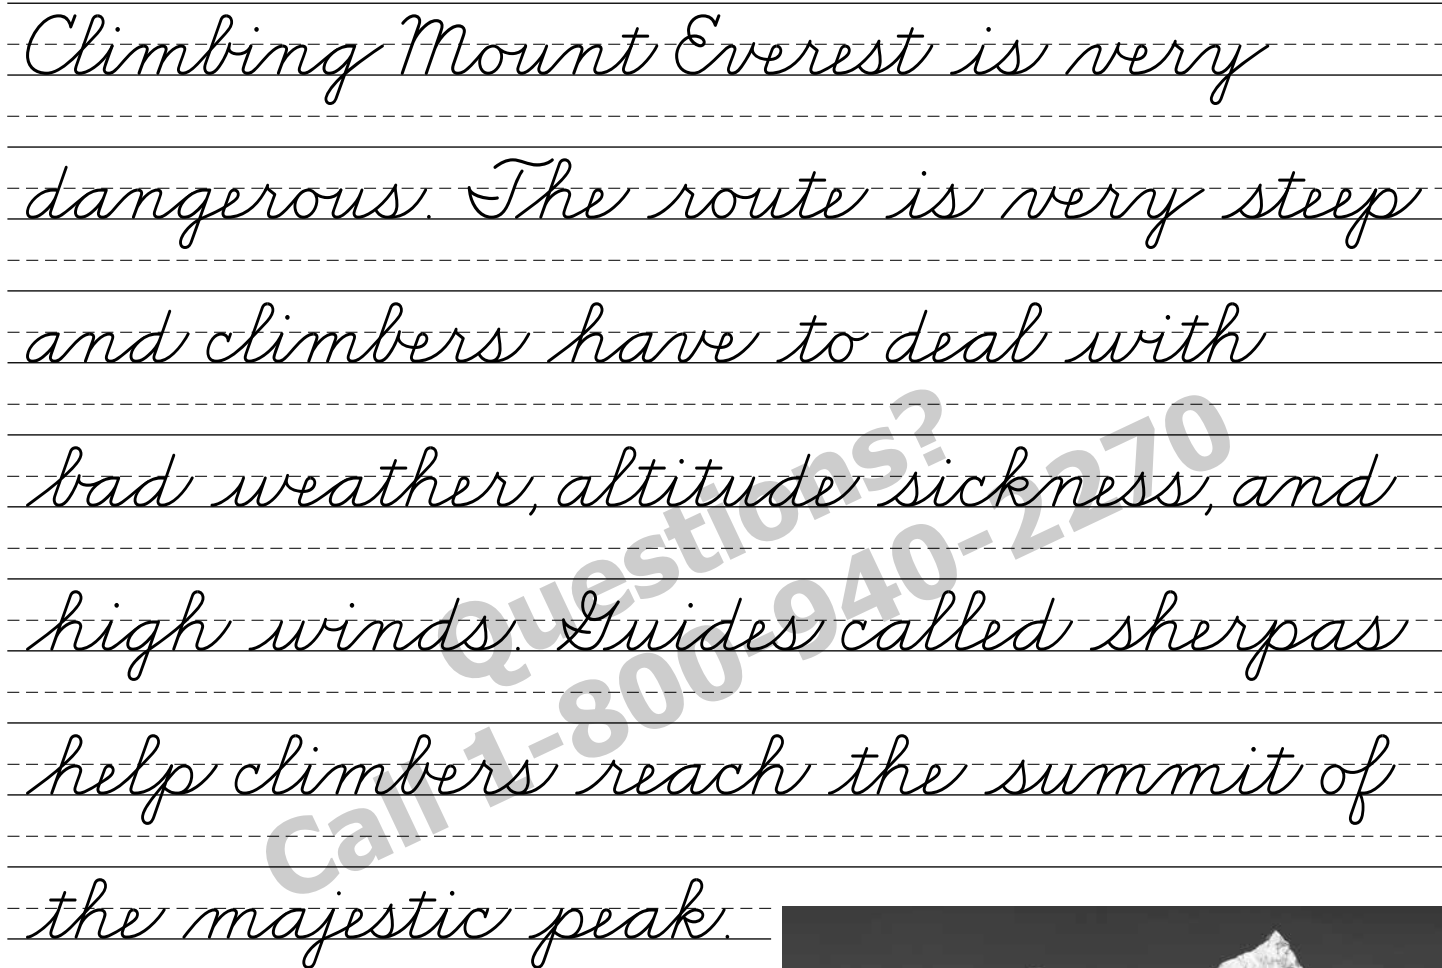 Climbing Mount Everest is very
dangerous. The route is very steep
and climbers have to deal with
bad weather, altitude sickness, and
high winds. Guides called sherpas
help climbers reach the summit of
the majestic peak.
Questions?
Call 1-800-940-2270